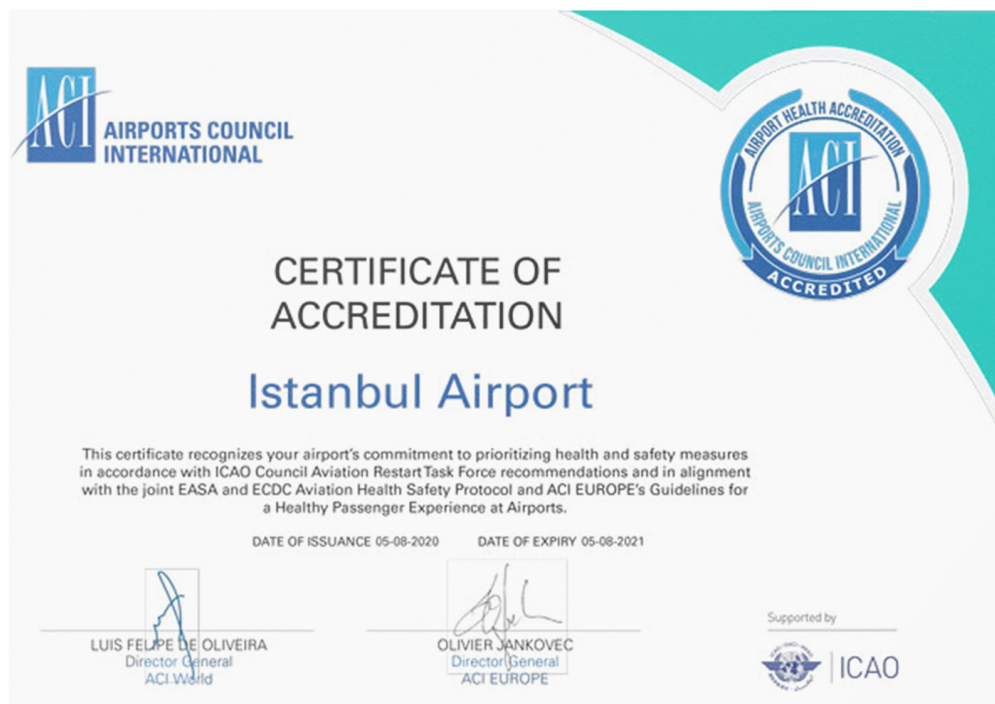 ACI
AIRPORTS COUNCIL
INTERNATIONAL
AIRPORT HEALTH ACCREDITATION
ACI
AIRPORTS COUNCIL INTERNATIONAL
ACCREDITED
CERTIFICATE OF
ACCREDITATION
Istanbul Airport
This certificate recognizes your airport's commitment to prioritizing health and safety measures
in accordance with ICAO Council Aviation Restart Task Force recommendations and in alignment
with the joint EASA and ECDC Aviation Health Safety Protocol and ACI EUROPE's Guidelines for
a Healthy Passenger Experience at Airports.
DATE OF ISSUANCE 05-08-2020 DATE OF EXPIRY 05-08-2021
LUIS FELIPE DE OLIVEIRA
Director General
ACI World
OLIVIER JANKOVEC
Director General
ACI EUROPE
Supported by
ICAO